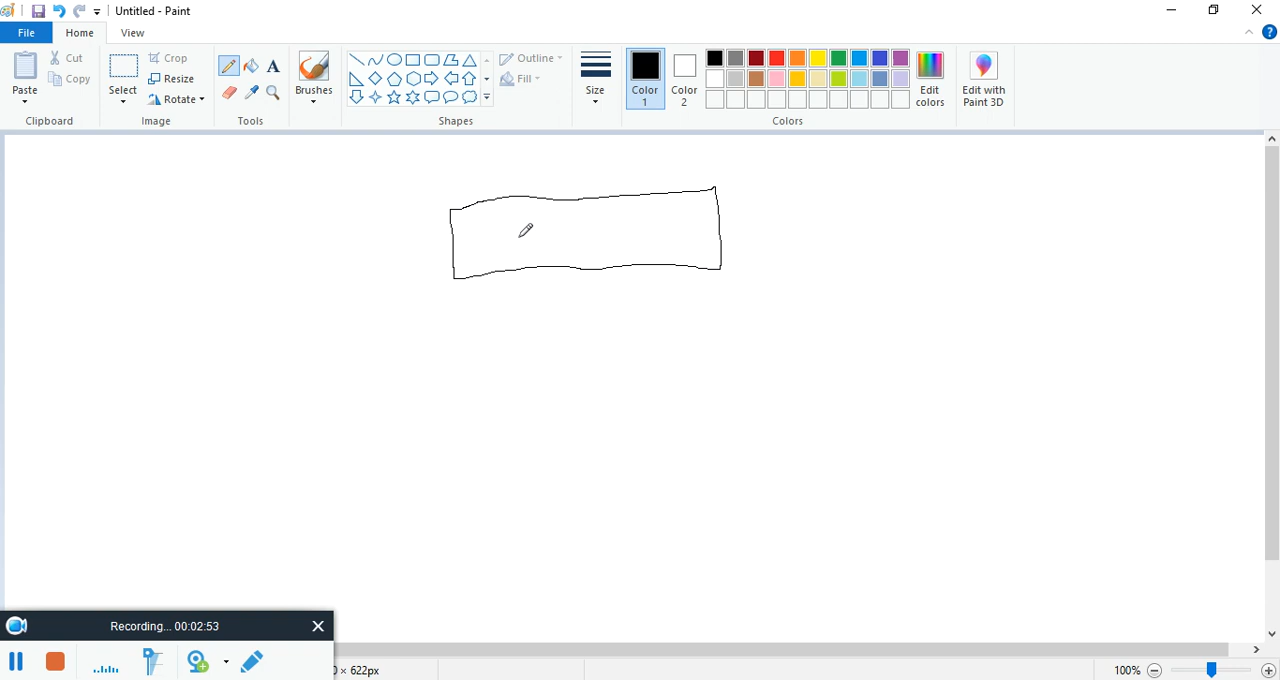 Untitled - Paint
File
Home
View
Paste
Cut
Copy
Clipboard
Select
Crop
Resize
Rotate
Image
A
Tools
Brushes
Shapes
Outline
Fill
Size
Color 1
Color 2
Edit colors
Colors
Edit with Paint 3D
Recording... 00:02:53
0 × 622px
100%